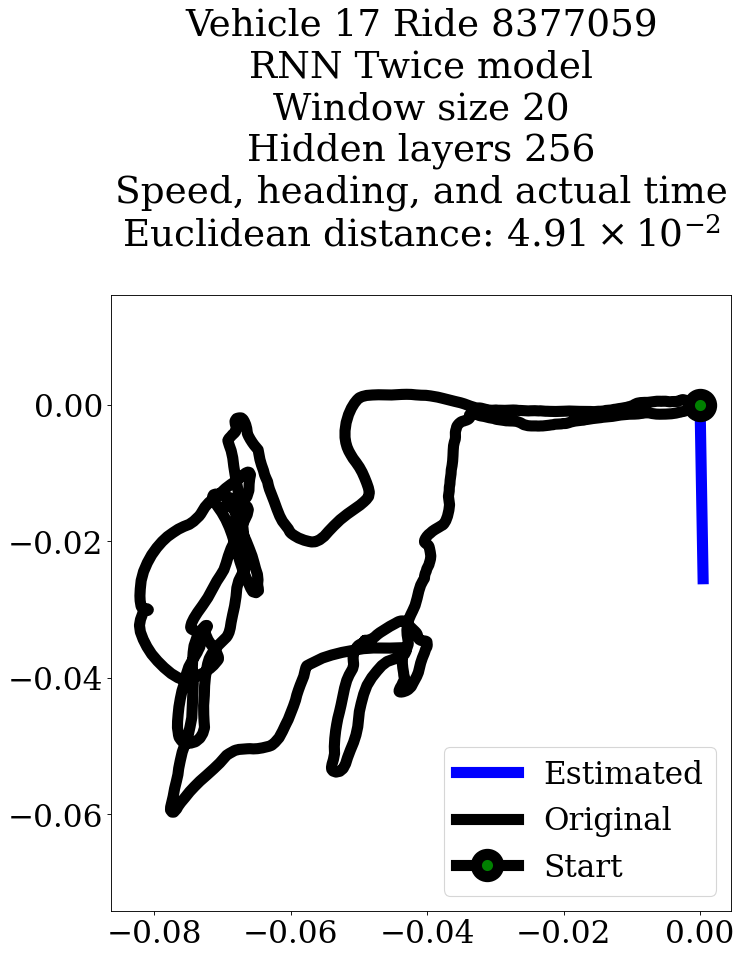 Vehicle 17 Ride 8377059
RNN Twice model
Window size 20
Hidden layers 256
Speed, heading, and actual time
Euclidean distance: 4.91 × 10⁻²
0.00
−0.02
−0.04
−0.06
Estimated
Original
Start
−0.08
−0.06
−0.04
−0.02
0.00